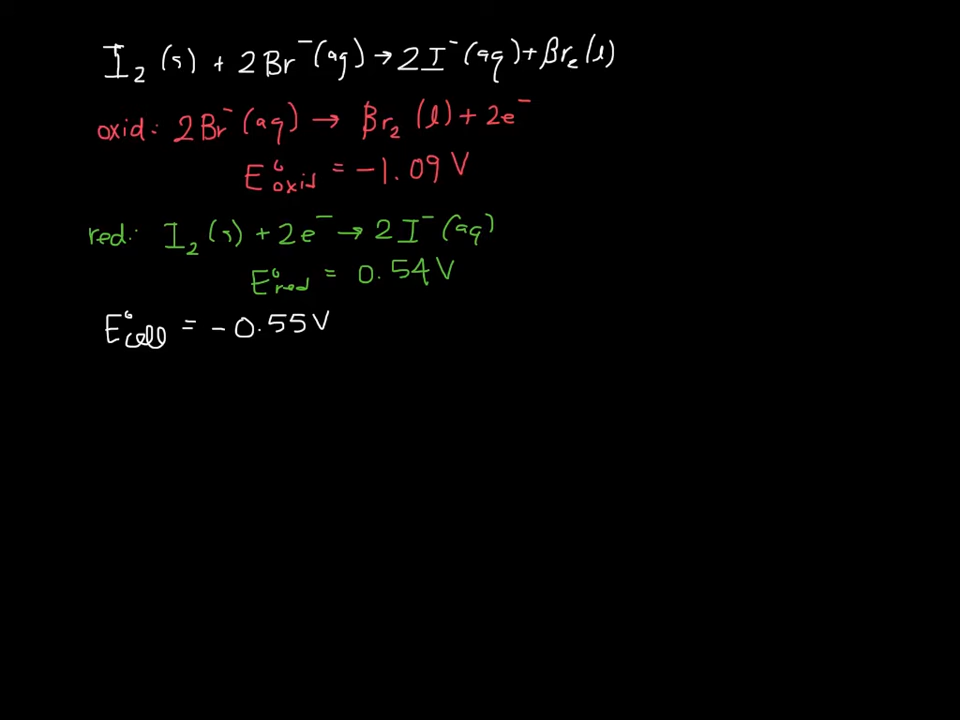 I₂ (s) + 2Br⁻(aq) → 2I⁻(aq) + Br₂(l)
oxid: 2Br⁻(aq) → Br₂ (l) + 2e⁻
E°oxid = -1.09 V
red: I₂(s) + 2e⁻ → 2I⁻(aq)
E°red = 0.54 V
E°cell = -0.55 V